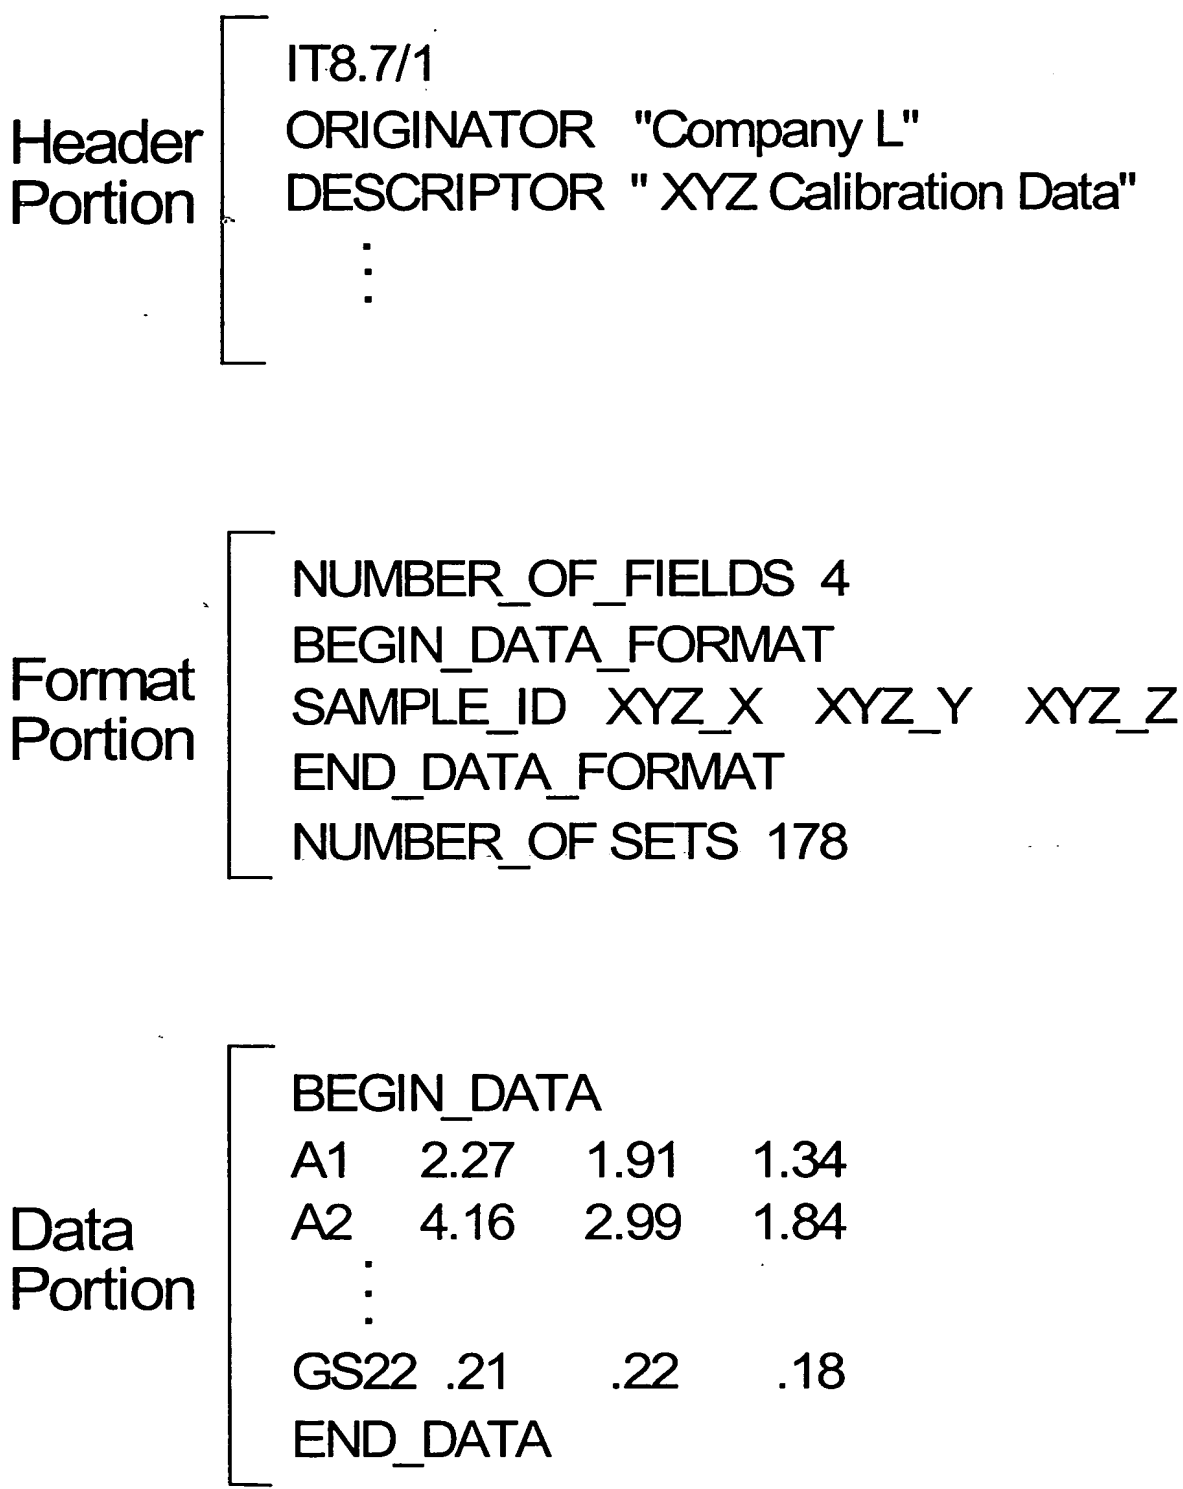 Header
Portion
IT8.7/1
ORIGINATOR "Company L"
DESCRIPTOR " XYZ Calibration Data"
Format
Portion
NUMBER_OF_FIELDS 4
BEGIN_DATA_FORMAT
SAMPLE_ID XYZ_X XYZ_Y XYZ_Z
END_DATA_FORMAT
NUMBER_OF SETS 178
Data
Portion
BEGIN_DATA
A1 2.27 1.91 1.34
A2 4.16 2.99 1.84
GS22 .21 .22 .18
END_DATA